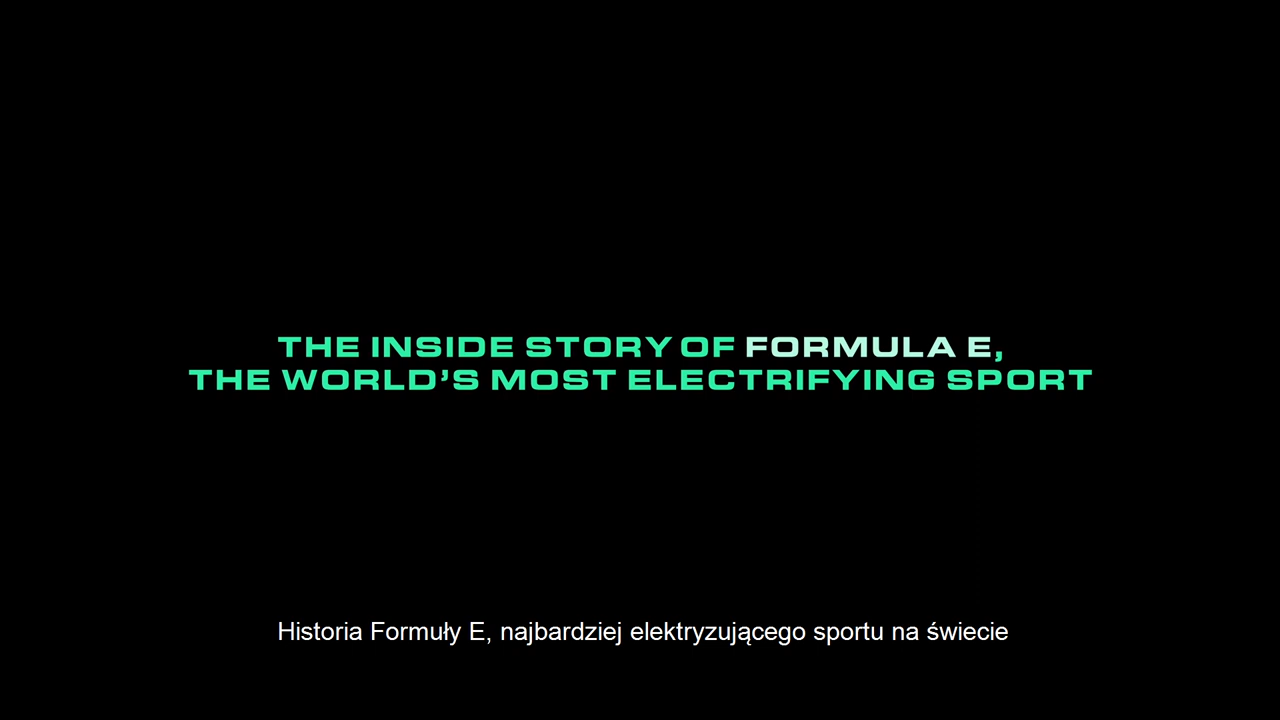 THE INSIDE STORY OF FORMULA E,
THE WORLD'S MOST ELECTRIFYING SPORT
Historia Formuły E, najbardziej elektryzującego sportu na świecie